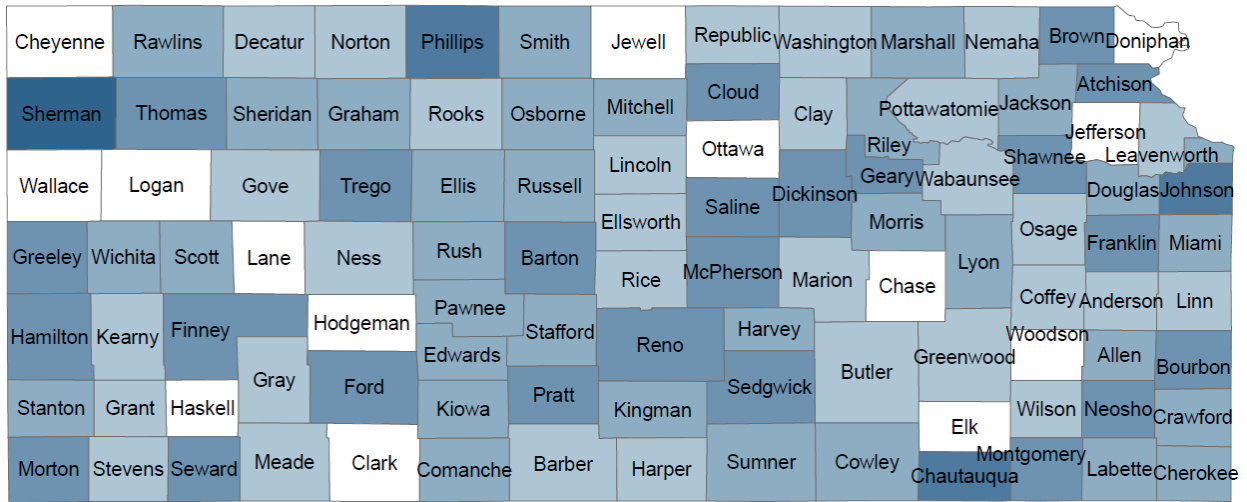 Cheyenne Rawlins Decatur Norton Phillips Smith Jewell Republic Washington Marshall Nemaha Brown Doniphan
Sherman Thomas Sheridan Graham Rooks Osborne Mitchell Cloud Clay Riley Pottawatomie Jackson Atchison
Jefferson Leavenworth
Wallace Logan Gove Trego Ellis Russell Lincoln Ottawa Dickinson Geary Wabaunsee Shawnee Douglas Johnson
Ellsworth Saline Morris
Greeley Wichita Scott Lane Ness Rush Barton Rice McPherson Marion Chase Lyon Osage Franklin Miami
Hamilton Kearny Finney Hodgeman Pawnee Stafford Reno Harvey Coffey Anderson Linn
Gray Ford Edwards Sedgwick Butler Greenwood Woodson Allen Bourbon
Stanton Grant Haskell Kiowa Pratt Kingman Elk Wilson Neosho Crawford
Morton Stevens Seward Meade Clark Comanche Barber Harper Sumner Cowley Chautauqua Montgomery Labette Cherokee